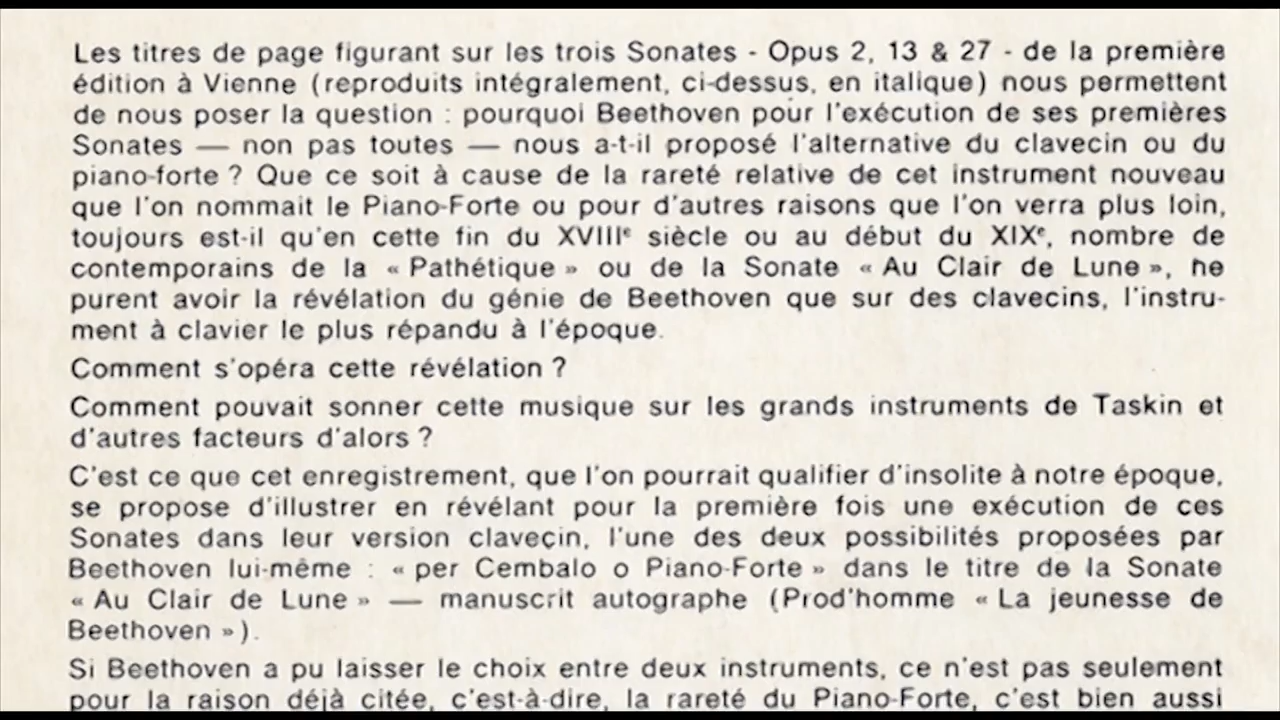 Les titres de page figurant sur les trois Sonates - Opus 2, 13 & 27 - de la première
édition à Vienne (reproduits intégralement, ci-dessus, en italique) nous permettent
de nous poser la question : pourquoi Beethoven pour l'exécution de ses premières
Sonates — non pas toutes — nous a-t-il proposé l'alternative du clavecin ou du
piano-forte ? Que ce soit à cause de la rareté relative de cet instrument nouveau
que l'on nommait le Piano-Forte ou pour d'autres raisons que l'on verra plus loin,
toujours est-il qu'en cette fin du XVIIIe siècle ou au début du XIXe, nombre de
contemporains de la « Pathétique » ou de la Sonate « Au Clair de Lune », ne
purent avoir la révélation du génie de Beethoven que sur des clavecins, l'instru-
ment à clavier le plus répandu à l'époque.
Comment s'opéra cette révélation ?
Comment pouvait sonner cette musique sur les grands instruments de Taskin et
d'autres facteurs d'alors ?
C'est ce que cet enregistrement, que l'on pourrait qualifier d'insolite à notre époque,
se propose d'illustrer en révélant pour la première fois une exécution de ces
Sonates dans leur version clavecin, l'une des deux possibilités proposées par
Beethoven lui-même : « per Cembalo o Piano-Forte » dans le titre de la Sonate
« Au Clair de Lune » — manuscrit autographe (Prod'homme « La jeunesse de
Beethoven »).
Si Beethoven a pu laisser le choix entre deux instruments, ce n'est pas seulement
pour la raison déjà citée, c'est-à-dire, la rareté du Piano-Forte, c'est bien aussi